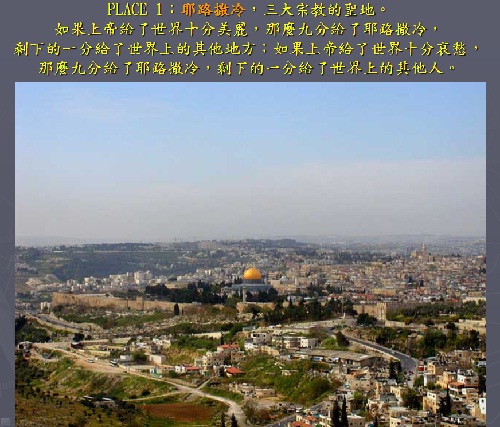 PLACE 1：耶路撒冷，三大宗教的聖地。
如果上帝給了世界十分美麗，那麼九分給了耶路撒冷，
剩下的一分給了世界上的其他地方；如果上帝給了世界十分哀愁，
那麼九分給了耶路撒冷，剩下的一分給了世界上的其他人。